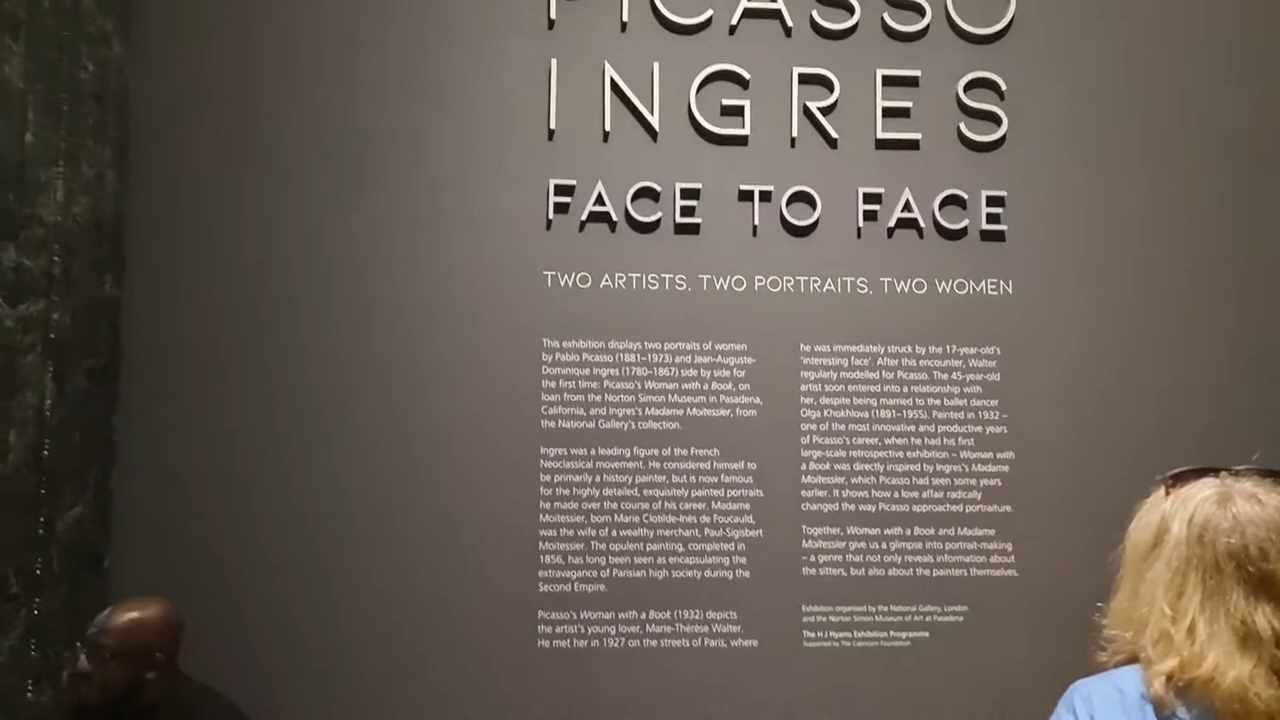 PICASSO
INGRES
FACE TO FACE
TWO ARTISTS, TWO PORTRAITS, TWO WOMEN
This exhibition displays two portraits of women
by Pablo Picasso (1881–1973) and Jean-Auguste-
Dominique Ingres (1780–1867) side by side for
the first time: Picasso's Woman with a Book, on
loan from the Norton Simon Museum in Pasadena,
California, and Ingres's Madame Moitessier, from
the National Gallery's collection.
Ingres was a leading figure of the French
Neoclassical movement. He considered himself to
be primarily a history painter, but is now famous
for the highly detailed, exquisitely painted portraits
he made over the course of his career. Madame
Moitessier, born Marie Clotilde-Inès de Foucauld,
was the wife of a wealthy merchant, Paul-Sigisbert
Moitessier. The opulent painting, completed in
1856, has long been seen as encapsulating the
extravagance of Parisian high society during the
Second Empire.
Picasso's Woman with a Book (1932) depicts
the artist's young lover, Marie-Thérèse Walter.
He met her in 1927 on the streets of Paris, where
he was immediately struck by the 17-year-old's
'interesting face'. After this encounter, Walter
regularly modelled for Picasso. The 45-year-old
artist soon entered into a relationship with
her, despite being married to the ballet dancer
Olga Khokhlova (1891–1955). Painted in 1932 –
one of the most innovative and productive years
of Picasso's career, when he had his first
large-scale retrospective exhibition – Woman with
a Book was directly inspired by Ingres's Madame
Moitessier, which Picasso had seen some years
earlier. It shows how a love affair radically
changed the way Picasso approached portraiture.
Together, Woman with a Book and Madame
Moitessier give us a glimpse into portrait-making
– a genre that not only reveals information about
the sitters, but also about the painters themselves.
Exhibition organised by the National Gallery, London
and the Norton Simon Museum of Art at Pasadena
The H J Hyams Exhibition Programme
Supported by The Capricorn Foundation